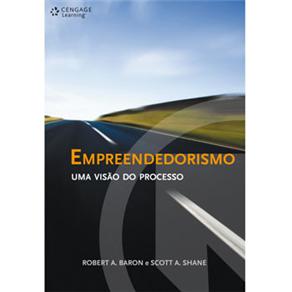 CENGAGE
Learning
EMPREENDEDORISMO
UMA VISÃO DO PROCESSO
ROBERT A. BARON e SCOTT A. SHANE